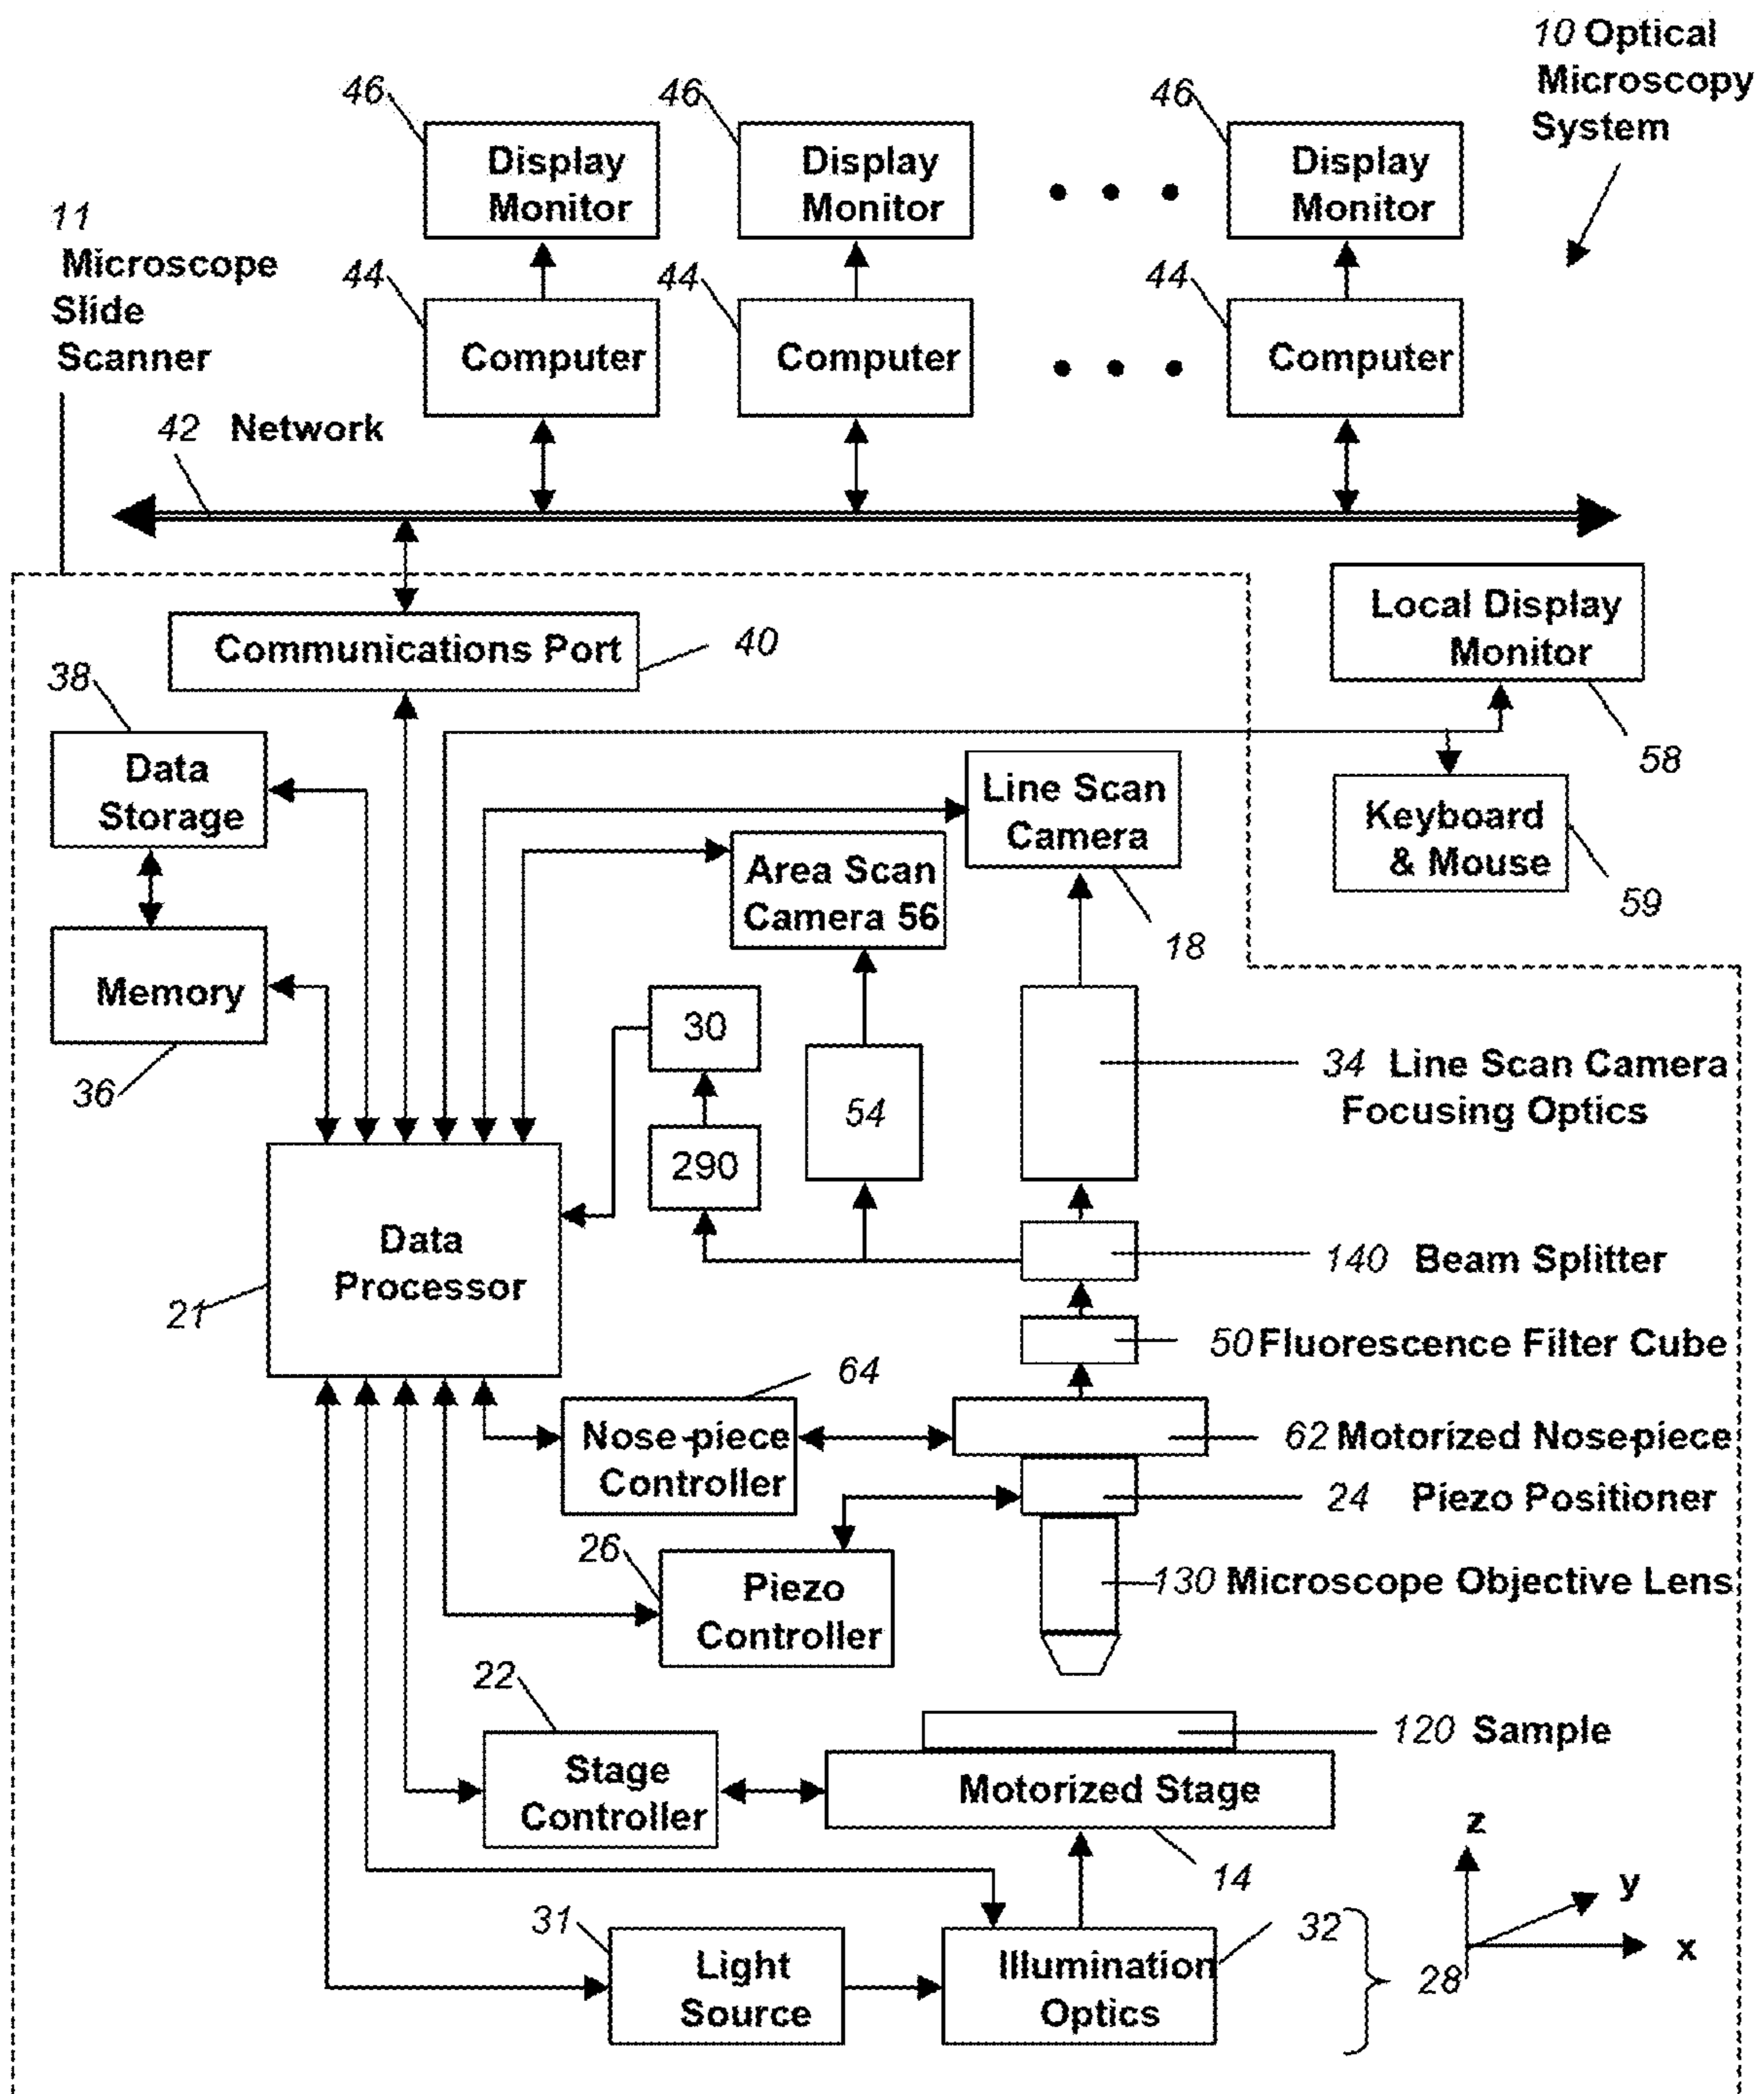 10 Optical
Microscopy
System
46
46
46
Display
Monitor
Display
Monitor
Display
Monitor
11
Microscope
Slide
Scanner
44
44
44
Computer
Computer
Computer
42 Network
Local Display
Monitor
58
Communications Port
40
38
Data
Storage
Line Scan
Camera
18
Keyboard
& Mouse
59
Area Scan
Camera 56
Memory
36
30
54
290
34 Line Scan Camera
Focusing Optics
Data
Processor
21
140 Beam Splitter
50 Fluorescence Filter Cube
64
Nose-piece
Controller
62 Motorized Nosepiece
24 Piezo Positioner
26
Piezo
Controller
130 Microscope Objective Lens
22
Stage
Controller
120 Sample
Motorized Stage
14
z
y
x
31
Light
Source
Illumination
Optics
32
28